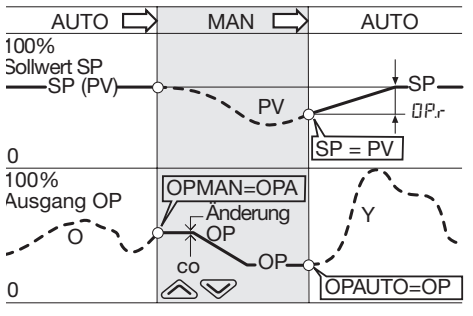 AUTO MAN AUTO
100%
Sollwert SP
SP (PV) SP
PV 0P.r
SP = PV
0
100%
Ausgang OP OPMAN=OPA
Änderung
O OP Y
co
OP
OPAUTO=OP
0